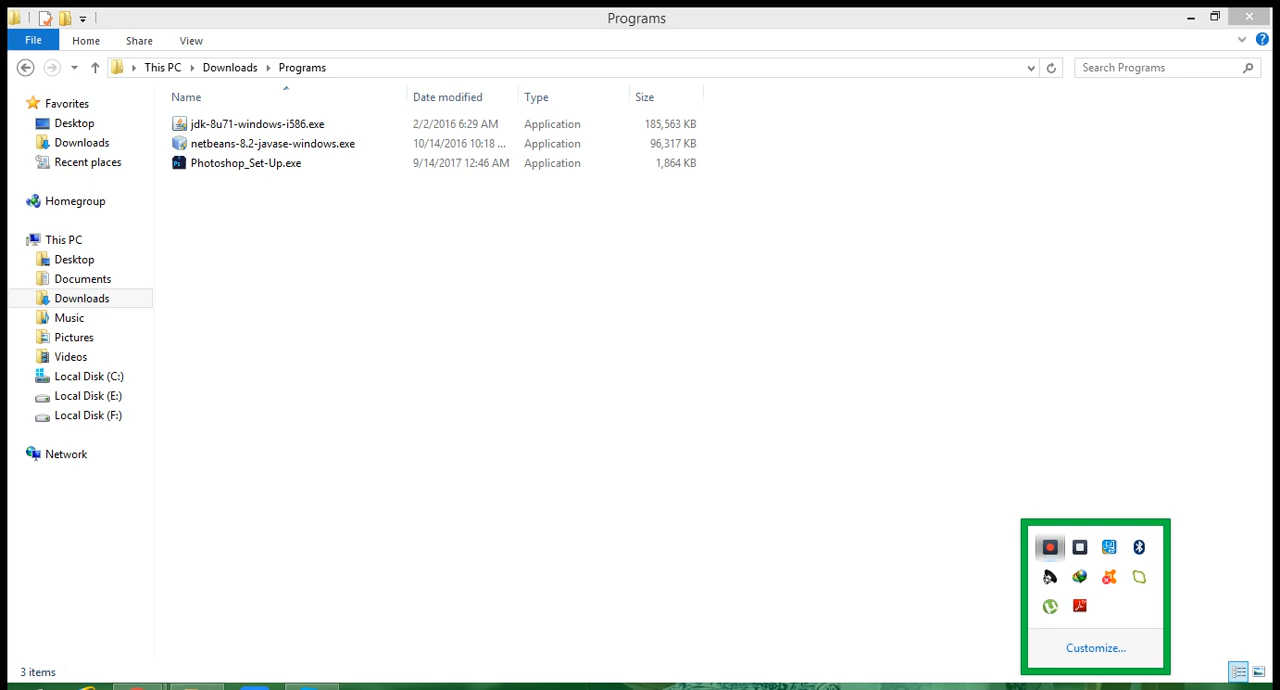 Programs
File Home Share View
This PC Downloads Programs Search Programs
Name Date modified Type Size
jdk-8u71-windows-i586.exe 2/2/2016 6:29 AM Application 185,563 KB
netbeans-8.2-javase-windows.exe 10/14/2016 10:18 ... Application 96,317 KB
Photoshop_Set-Up.exe 9/14/2017 12:46 AM Application 1,864 KB
Favorites
Desktop
Downloads
Recent places
Homegroup
This PC
Desktop
Documents
Downloads
Music
Pictures
Videos
Local Disk (C:)
Local Disk (E:)
Local Disk (F:)
Network
Customize...
3 items